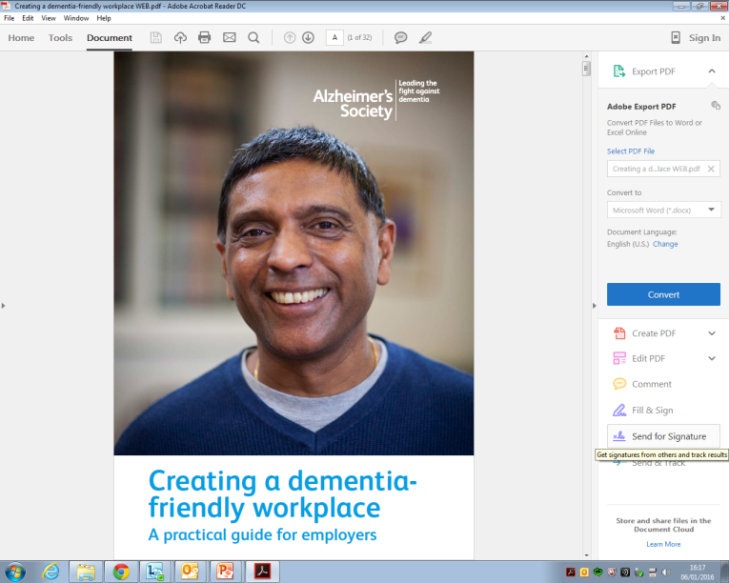 Creating a dementia-friendly workplace WEB.pdf - Adobe Acrobat Reader DC
File Edit View Window Help
Home Tools Document
A (1 of 32)
Sign In
Alzheimer's
Society
Leading the
fight against
dementia
Creating a dementia-
friendly workplace
A practical guide for employers
Export PDF
Adobe Export PDF
Convert PDF Files to Word or
Excel Online
Select PDF File
Creating a d...lace WEB.pdf
Convert to
Microsoft Word (*.docx)
Document Language:
English (U.S.) Change
Convert
Create PDF
Edit PDF
Comment
Fill & Sign
Send for Signature
Get signatures from others and track results
Send & Track
Store and share files in the
Document Cloud
Learn More
16:17
06/01/2016